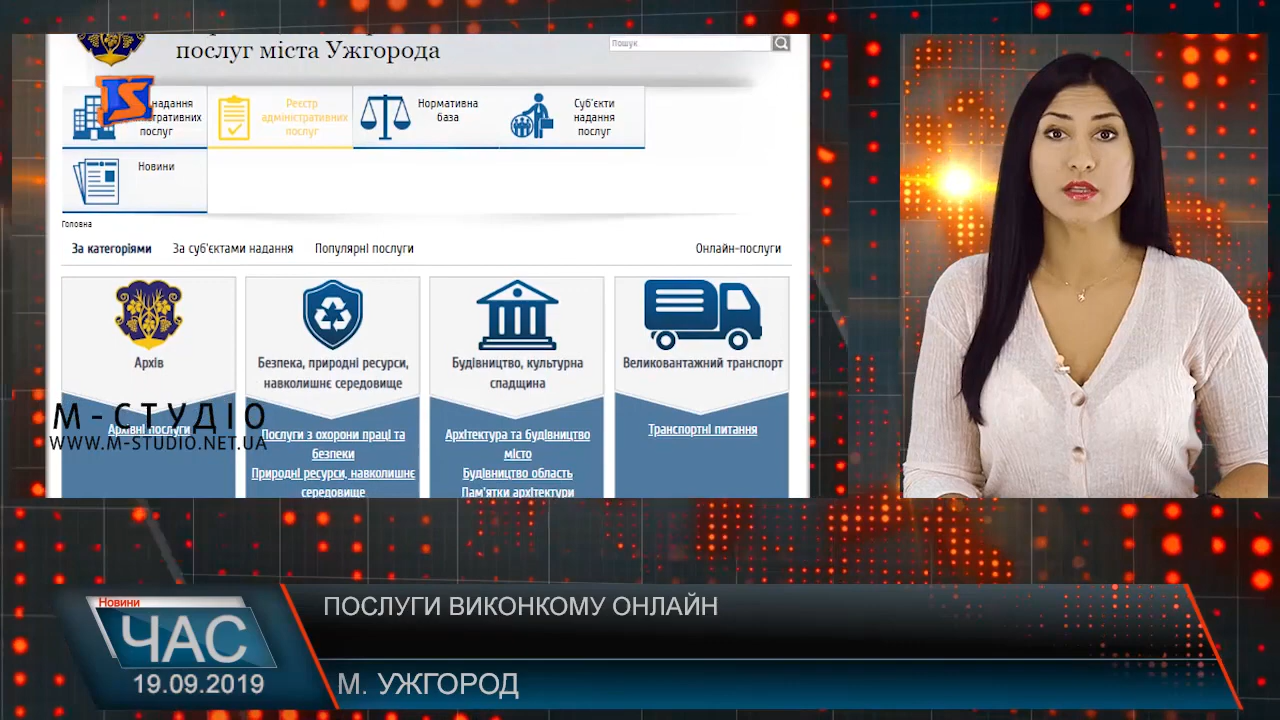 послуг міста Ужгорода
Пошук
надання
послуг
Реєстр
адміністративних
послуг
Нормативна
база
Суб'єкти
надання
послуг
Новини
Головна
За категоріями
За суб'єктами надання
Популярні послуги
Онлайн-послуги
Архів
Безпека, природні ресурси,
навколишнє середовище
Будівництво, культурна
спадщина
Великовантажний транспорт
М-СТУДІО
WWW.M-STUDIO.NET.UA
Архівні послуги
Послуги з охорони праці та
безпеки
Природні ресурси, навколишнє
середовище
Архітектура та будівництво
місто
Будівництво область
Пам'ятки архітектури
Транспортні питання
Новини
ЧАС
19.09.2019
ПОСЛУГИ ВИКОНКОМУ ОНЛАЙН
М. УЖГОРОД